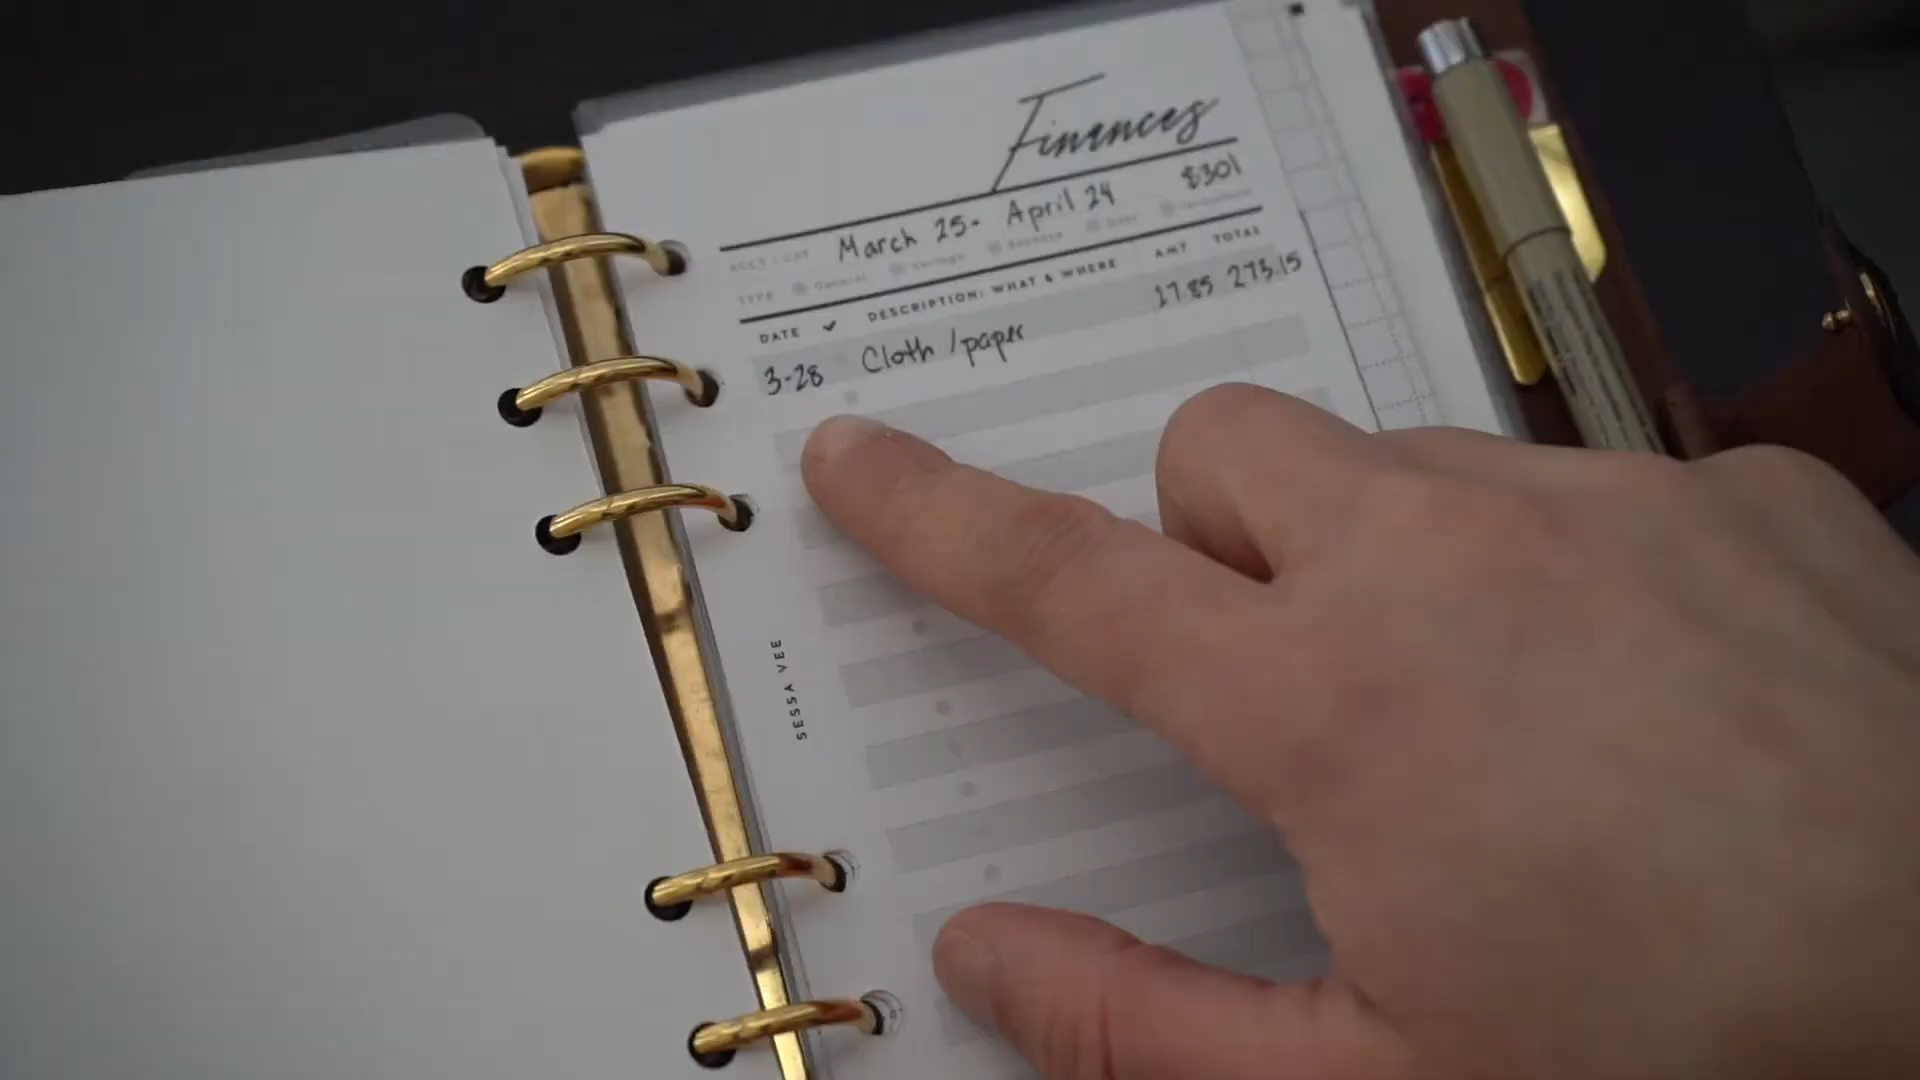 Finances
ACCT / CAT March 25- April 24 $301
TYPE General Savings Expense Debt
DATE ✓ DESCRIPTION: WHAT & WHERE AMT TOTAL
3-28 Cloth/paper 27.85 273.15
SESSA VEE